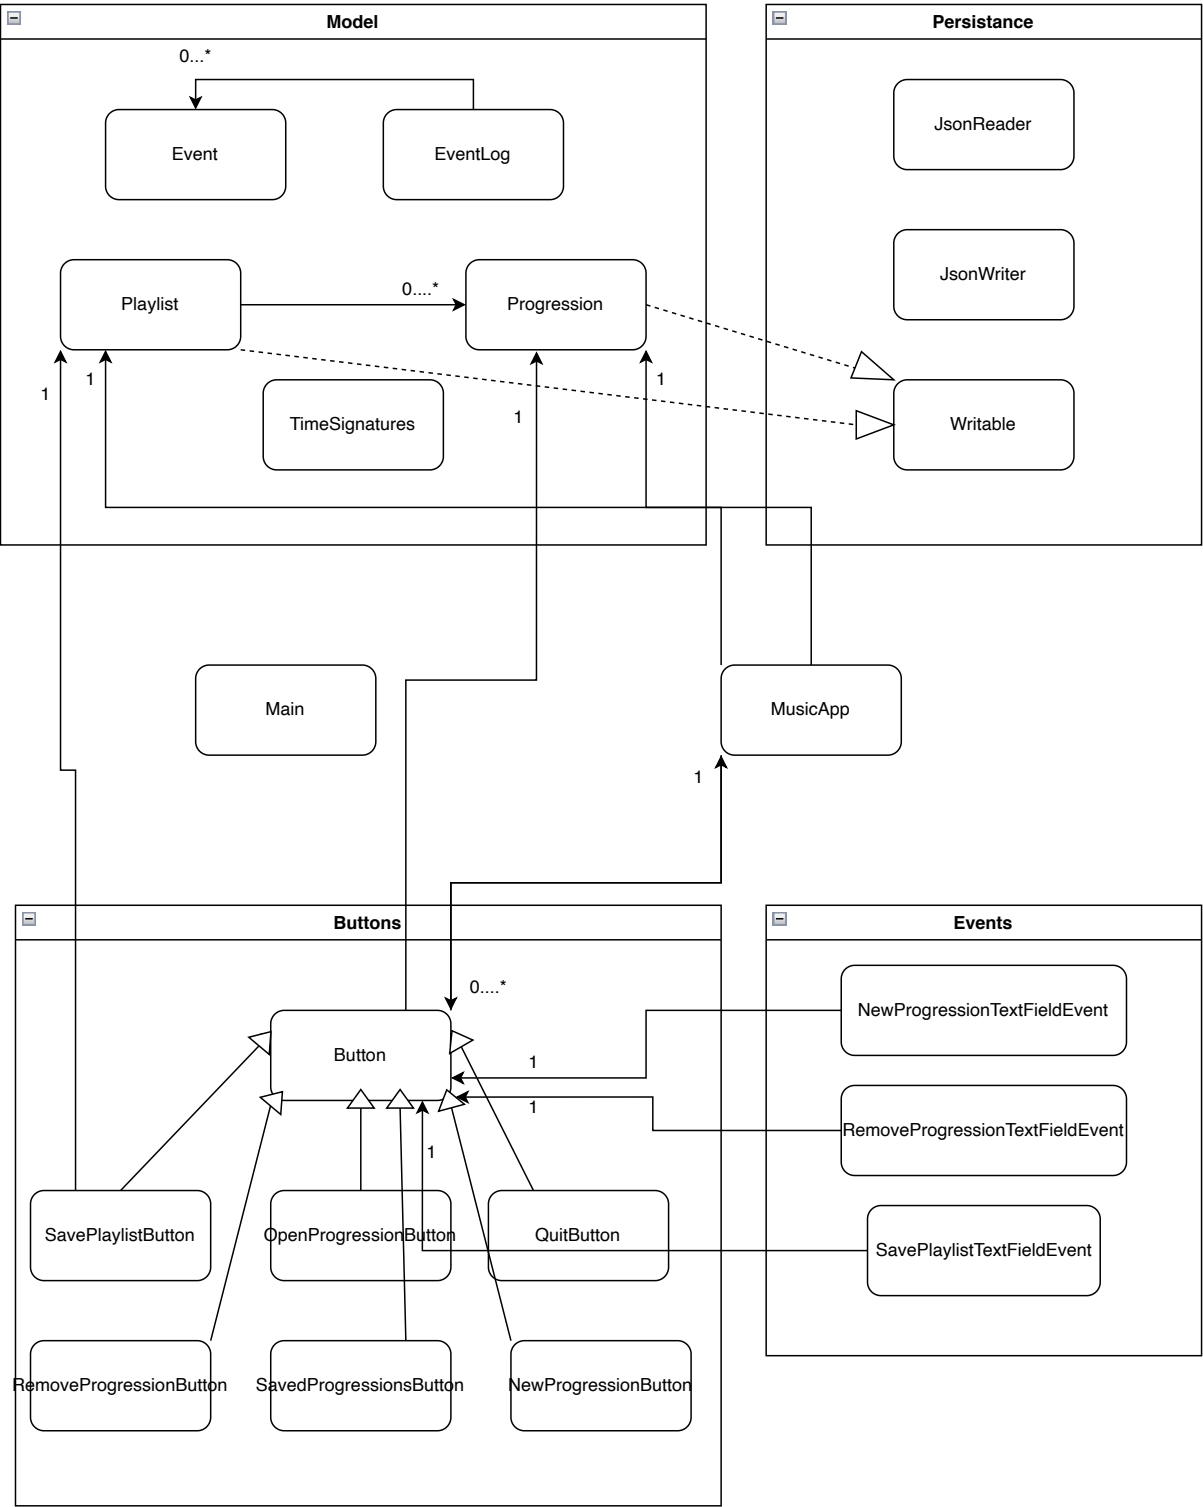 Model
Persistance
0...*
JsonReader
Event
EventLog
JsonWriter
0....*
Playlist
Progression
1
1
1
1
TimeSignatures
Writable
Main
MusicApp
1
Buttons
Events
0....*
NewProgressionTextFieldEvent
Button
1
1
RemoveProgressionTextFieldEvent
1
SavePlaylistButton
OpenProgressionButton
QuitButton
SavePlaylistTextFieldEvent
RemoveProgressionButton
SavedProgressionsButton
NewProgressionButton